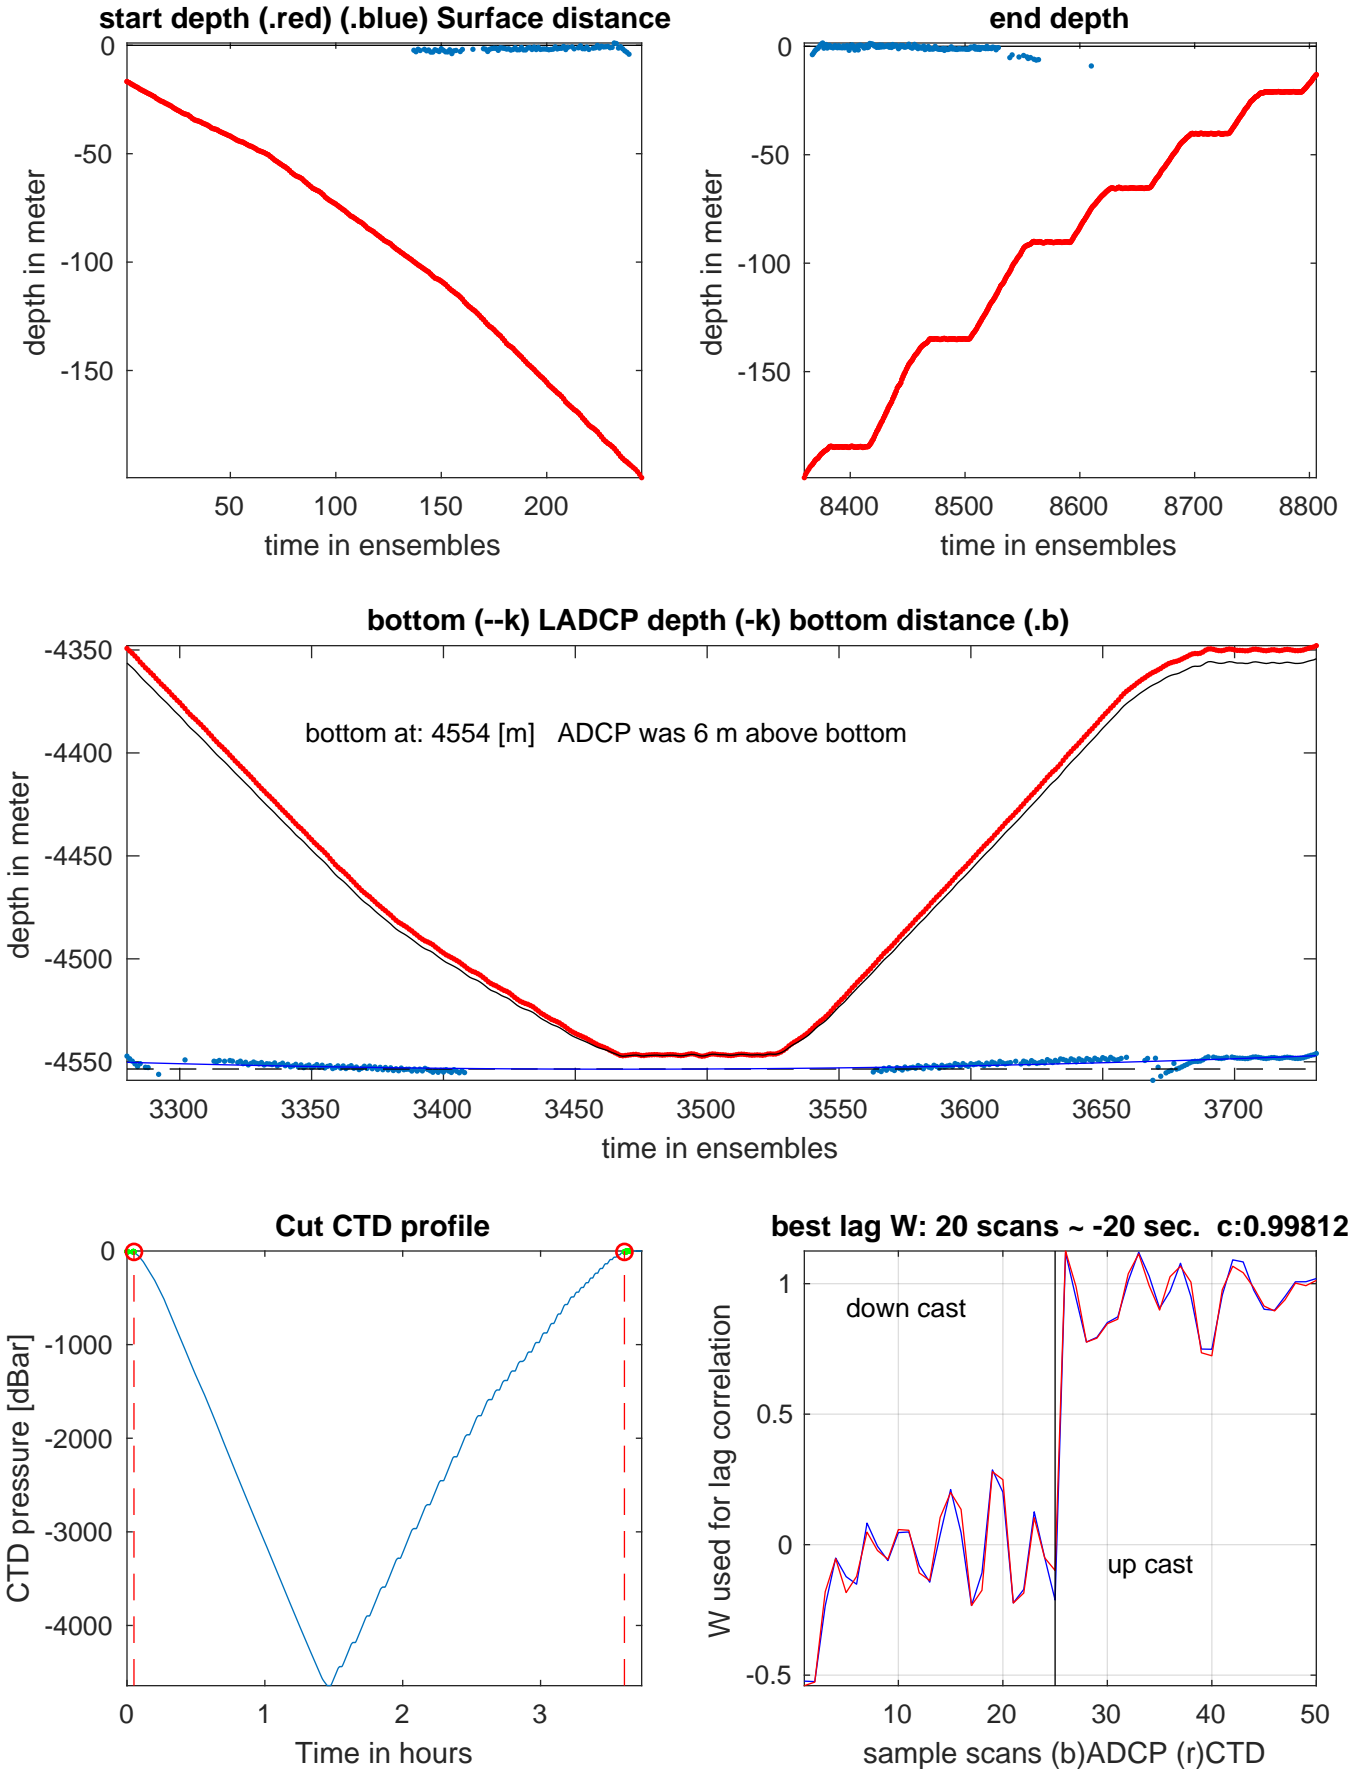 start depth (.red) (.blue) Surface distance
0
-50
-100
-150
depth in meter
50
100
150
200
time in ensembles
end depth
0
-50
-100
-150
depth in meter
8400
8500
8600
8700
8800
time in ensembles
bottom (--k) LADCP depth (-k) bottom distance (.b)
-4350
-4400
-4450
-4500
-4550
depth in meter
bottom at: 4554 [m]   ADCP was 6 m above bottom
3300
3350
3400
3450
3500
3550
3600
3650
3700
time in ensembles
Cut CTD profile
0
-1000
-2000
-3000
-4000
CTD pressure [dBar]
0
1
2
3
Time in hours
best lag W: 20 scans ~ -20 sec.  c:0.99812
1
0.5
0
-0.5
W used for lag correlation
down cast
up cast
10
20
30
40
50
sample scans (b)ADCP (r)CTD